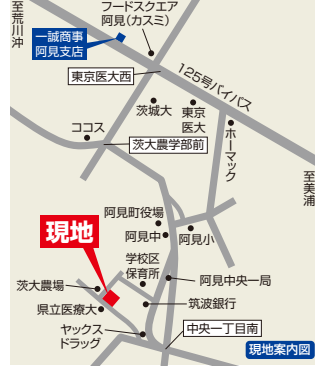 至荒川沖
フードスクエア
阿見(カスミ)
一誠商事
阿見支店
東京医大西
125号バイパス
茨城大
東京
医大
ココス
茨大農学部前
ホーマック
至美浦
阿見町役場
阿見中
阿見小
現地
学校区
保育所
阿見中央一局
茨大農場
県立医療大
筑波銀行
ヤックス
ドラッグ
中央一丁目南
現地案内図